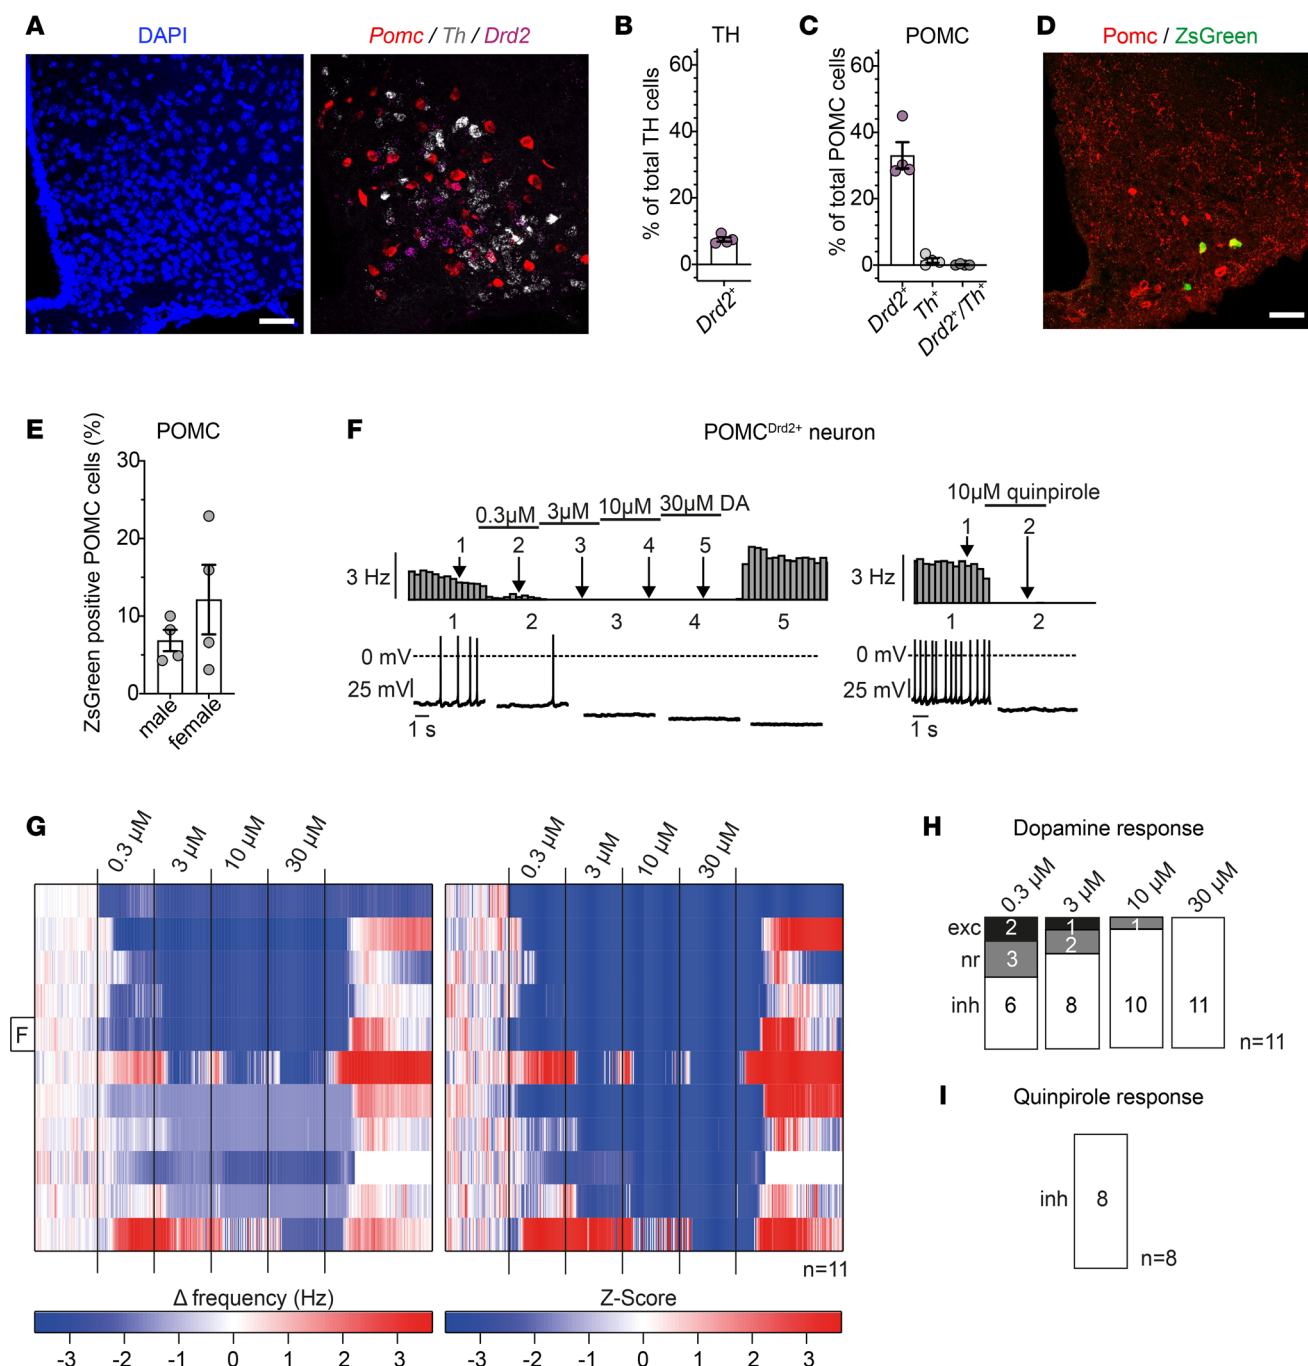 A
DAPI
Pomc / Th / Drd2
B
TH
% of total TH cells
60
40
20
0
Drd2+
C
POMC
% of total POMC cells
60
40
20
0
Drd2+
Th+
Drd2+/Th+
D
Pomc / ZsGreen
E
POMC
ZsGreen positive POMC cells (%)
30
20
10
0
male
female
F
POMCDrd2+ neuron
0.3µM
3µM
10µM
30µM DA
1
2
3
4
5
3 Hz
1
2
3
4
5
0 mV
25 mV
1 s
10µM quinpirole
1
2
3 Hz
1
2
0 mV
25 mV
1 s
G
0.3 µM
3 µM
10 µM
30 µM
0.3 µM
3 µM
10 µM
30 µM
F
n=11
Δ frequency (Hz)
-3 -2 -1 0 1 2 3
Z-Score
-3 -2 -1 0 1 2 3
H
Dopamine response
0.3 µM
3 µM
10 µM
30 µM
exc
2
1
1
nr
3
2
inh
6
8
10
11
n=11
I
Quinpirole response
inh
8
n=8